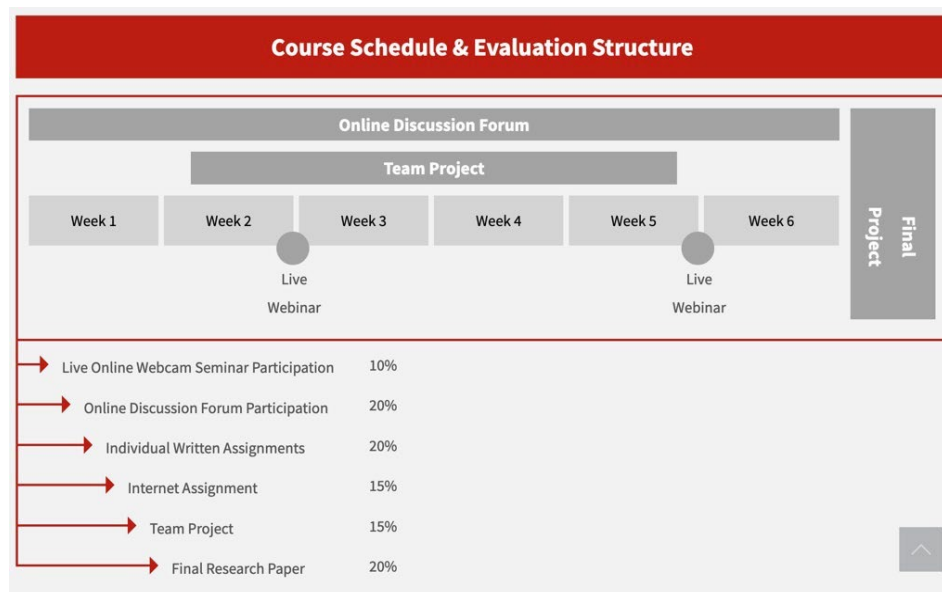 Course Schedule & Evaluation Structure
Online Discussion Forum
Team Project
Week 1
Week 2
Week 3
Week 4
Week 5
Week 6
Live
Webinar
Live
Webinar
Final
Project
Live Online Webcam Seminar Participation 10%
Online Discussion Forum Participation 20%
Individual Written Assignments 20%
Internet Assignment 15%
Team Project 15%
Final Research Paper 20%